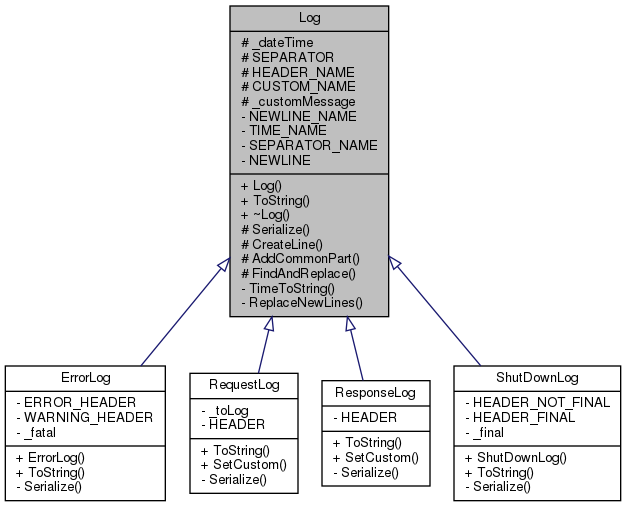 Log
# _dateTime
# SEPARATOR
# HEADER_NAME
# CUSTOM_NAME
# _customMessage
- NEWLINE_NAME
- TIME_NAME
- SEPARATOR_NAME
- NEWLINE
+ Log()
+ ToString()
+ ~Log()
# Serialize()
# CreateLine()
# AddCommonPart()
# FindAndReplace()
- TimeToString()
- ReplaceNewLines()
ErrorLog
- ERROR_HEADER
- WARNING_HEADER
- _fatal
+ ErrorLog()
+ ToString()
- Serialize()
RequestLog
- _toLog
- HEADER
+ ToString()
+ SetCustom()
- Serialize()
ResponseLog
- HEADER
+ ToString()
+ SetCustom()
- Serialize()
ShutDownLog
- HEADER_NOT_FINAL
- HEADER_FINAL
- _final
+ ShutDownLog()
+ ToString()
- Serialize()